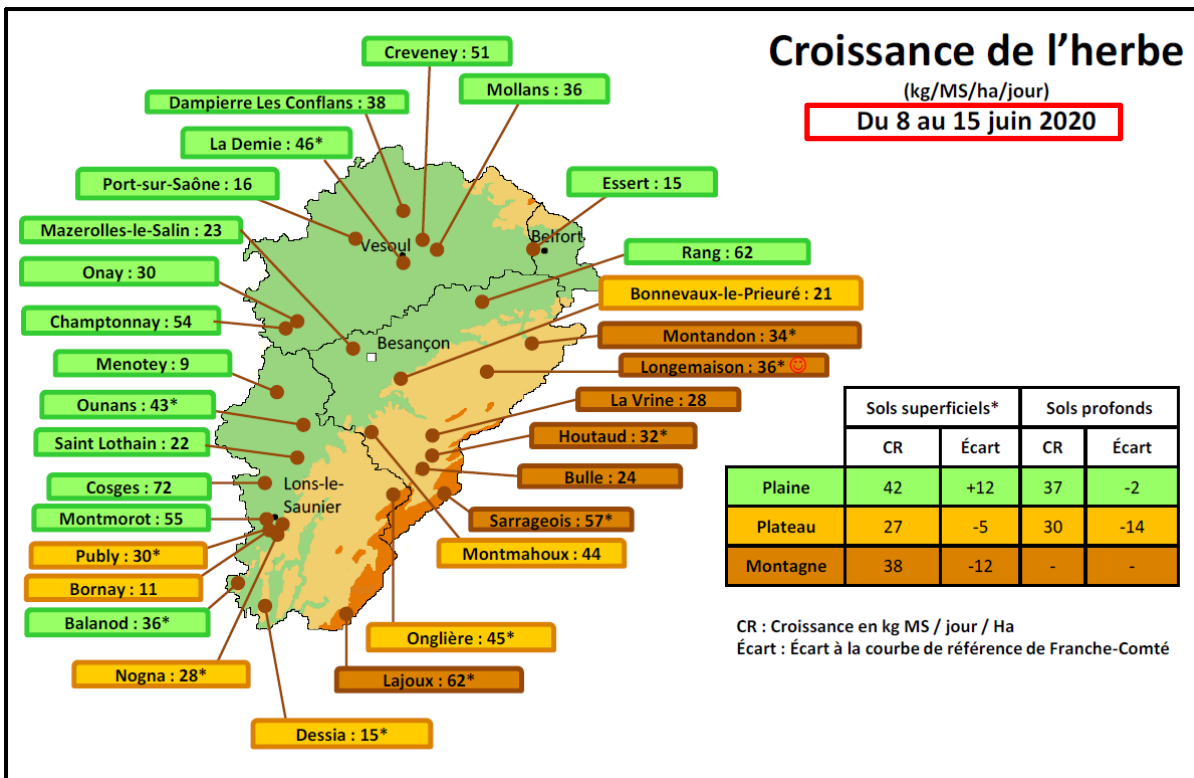 Croissance de l’herbe
(kg/MS/ha/jour)
Du 8 au 15 juin 2020
Creveney : 51
Mollans : 36
Dampierre Les Conflans : 38
La Demie : 46*
Port-sur-Saône : 16
Essert : 15
Mazerolles-le-Salin : 23
Vesoul
Belfort
Rang : 62
Onay : 30
Bonnevaux-le-Prieuré : 21
Champtonnay : 54
Montandon : 34*
Besançon
Menotey : 9
Longemaison : 36* ☺
Ounans : 43*
La Vrine : 28
Saint Lothain : 22
Houtaud : 32*
Bulle : 24
Cosges : 72
Lons-le-
Saunier
Montmorot : 55
Sarrageois : 57*
Publy : 30*
Montmahoux : 44
Bornay : 11
Balanod : 36*
Onglière : 45*
Nogna : 28*
Lajoux : 62*
Dessia : 15*
Sols superficiels* Sols profonds
CR Écart CR Écart
Plaine 42 +12 37 -2
Plateau 27 -5 30 -14
Montagne 38 -12 - -
CR : Croissance en kg MS / jour / Ha
Écart : Écart à la courbe de référence de Franche-Comté